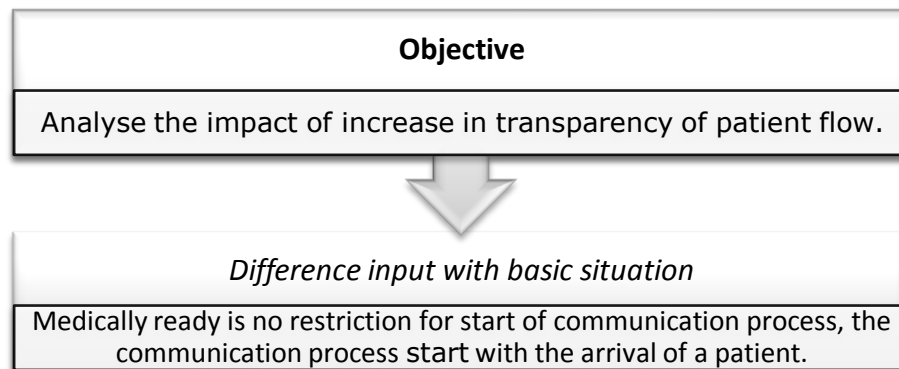 Objective
Analyse the impact of increase in transparency of patient flow.
Difference input with basic situation
Medically ready is no restriction for start of communication process, the
communication process start with the arrival of a patient.